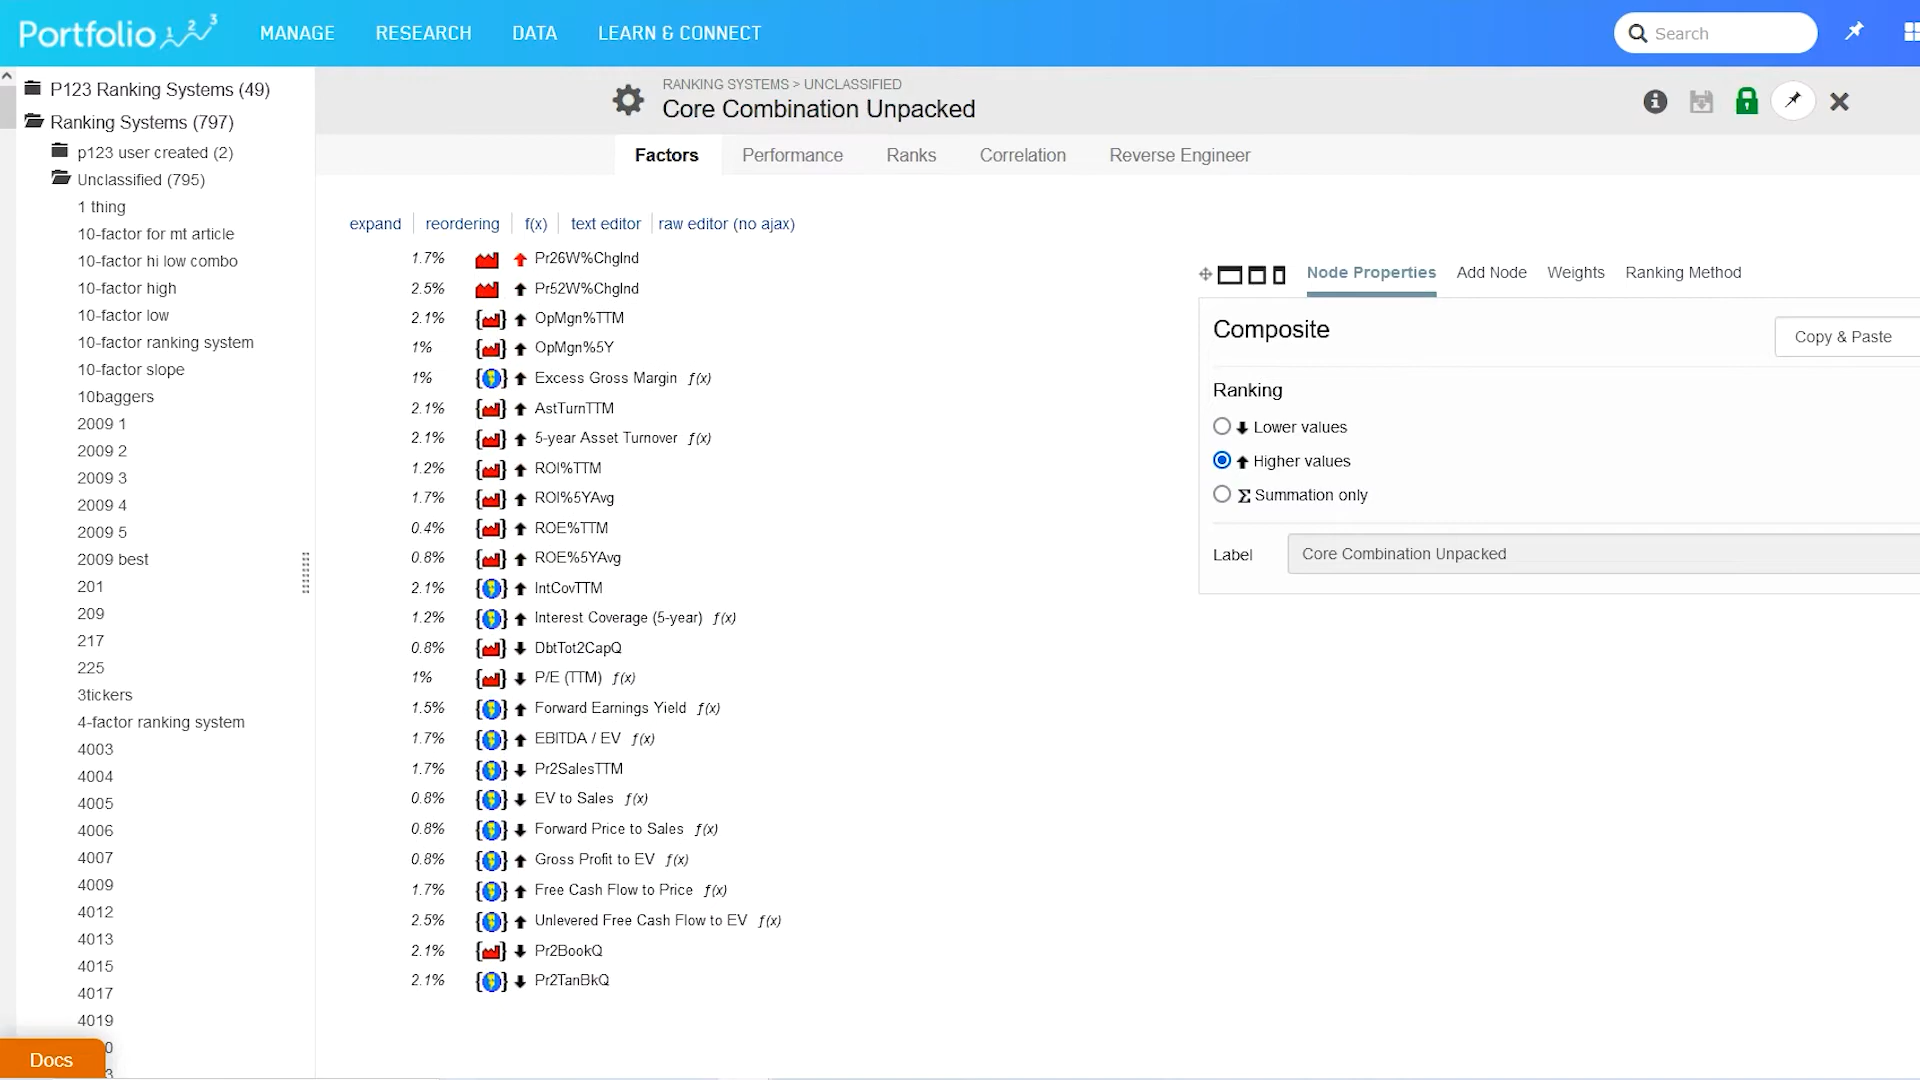 Portfolio 123
MANAGE RESEARCH DATA LEARN & CONNECT
Search
P123 Ranking Systems (49)
Ranking Systems (797)
p123 user created (2)
Unclassified (795)
1 thing
10-factor for mt article
10-factor hi low combo
10-factor high
10-factor low
10-factor ranking system
10-factor slope
10baggers
2009 1
2009 2
2009 3
2009 4
2009 5
2009 best
201
209
217
225
3tickers
4-factor ranking system
4003
4004
4005
4006
4007
4009
4012
4013
4015
4017
4019
0
3
Docs
RANKING SYSTEMS > UNCLASSIFIED
Core Combination Unpacked
Factors Performance Ranks Correlation Reverse Engineer
expand reordering f(x) text editor raw editor (no ajax)
1.7% Pr26W%ChgInd
2.5% Pr52W%ChgInd
2.1% OpMgn%TTM
1% OpMgn%5Y
1% Excess Gross Margin f(x)
2.1% AstTurnTTM
2.1% 5-year Asset Turnover f(x)
1.2% ROI%TTM
1.7% ROI%5YAvg
0.4% ROE%TTM
0.8% ROE%5YAvg
2.1% IntCovTTM
1.2% Interest Coverage (5-year) f(x)
0.8% DbtTot2CapQ
1% P/E (TTM) f(x)
1.5% Forward Earnings Yield f(x)
1.7% EBITDA / EV f(x)
1.7% Pr2SalesTTM
0.8% EV to Sales f(x)
0.8% Forward Price to Sales f(x)
0.8% Gross Profit to EV f(x)
1.7% Free Cash Flow to Price f(x)
2.5% Unlevered Free Cash Flow to EV f(x)
2.1% Pr2BookQ
2.1% Pr2TanBkQ
Node Properties Add Node Weights Ranking Method
Composite
Copy & Paste
Ranking
Lower values
Higher values
Σ Summation only
Label Core Combination Unpacked